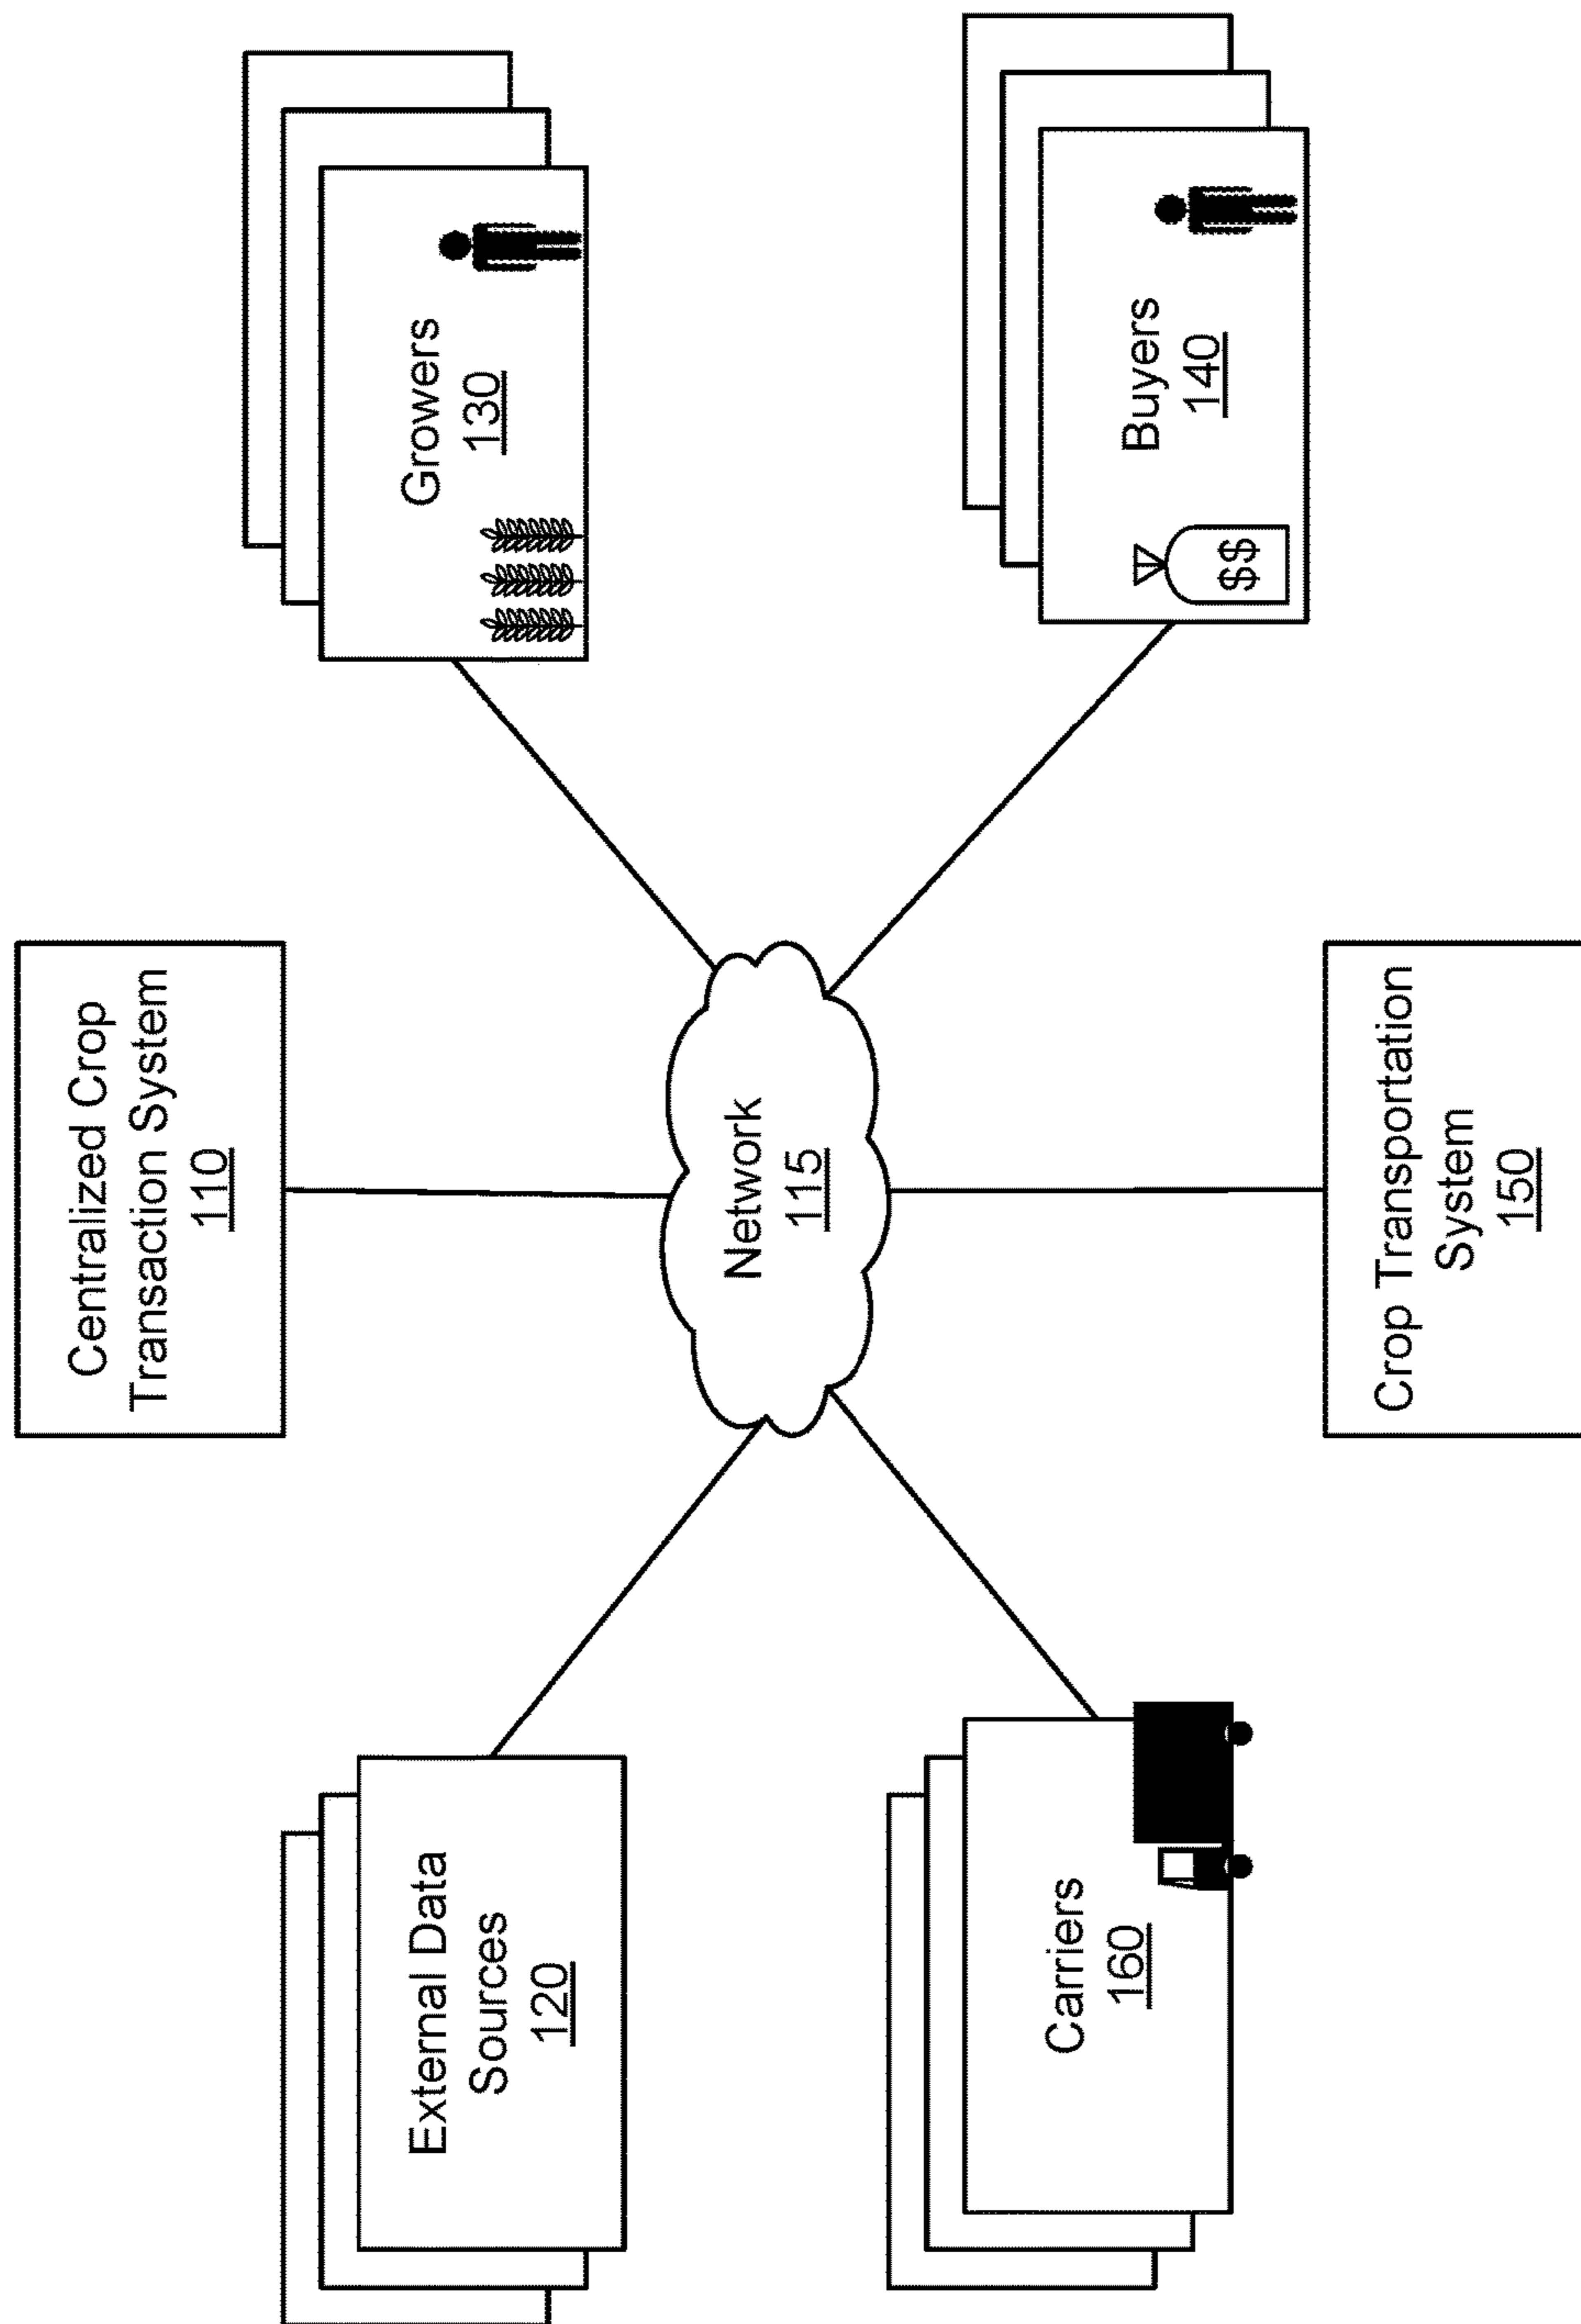 Centralized Crop
Transaction System
110
External Data
Sources
120
Growers
130
Network
115
Carriers
160
Buyers
140
$$
Crop Transportation
System
150